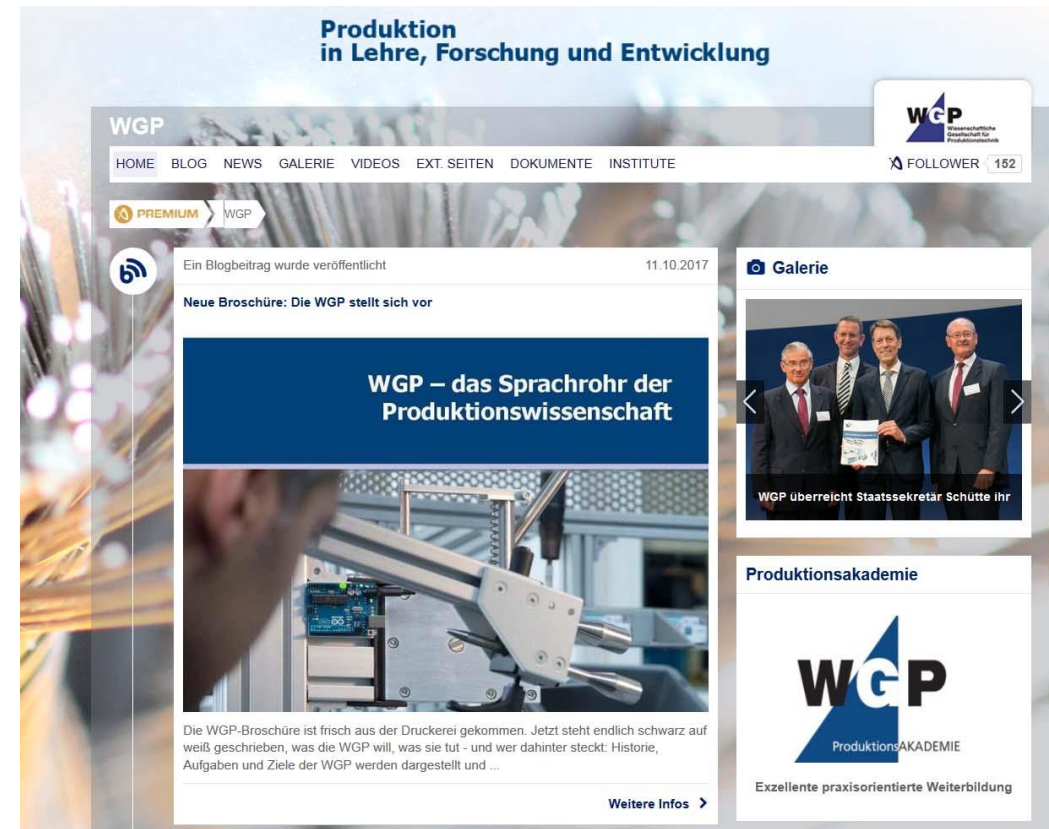 Produktion
in Lehre, Forschung und Entwicklung
WGP
WGP
Wissenschaftliche
Gesellschaft für
Produktionstechnik
HOME BLOG NEWS GALERIE VIDEOS EXT. SEITEN DOKUMENTE INSTITUTE
FOLLOWER 152
PREMIUM WGP
Ein Blogbeitrag wurde veröffentlicht 11.10.2017
Neue Broschüre: Die WGP stellt sich vor
WGP – das Sprachrohr der
Produktionswissenschaft
Die WGP-Broschüre ist frisch aus der Druckerei gekommen. Jetzt steht endlich schwarz auf
weiß geschrieben, was die WGP will, was sie tut - und wer dahinter steckt: Historie,
Aufgaben und Ziele der WGP werden dargestellt und ...
Weitere Infos
Galerie
WGP überreicht Staatssekretär Schütte ihr
Produktionsakademie
WGP
ProduktionsAKADEMIE
Exzellente praxisorientierte Weiterbildung